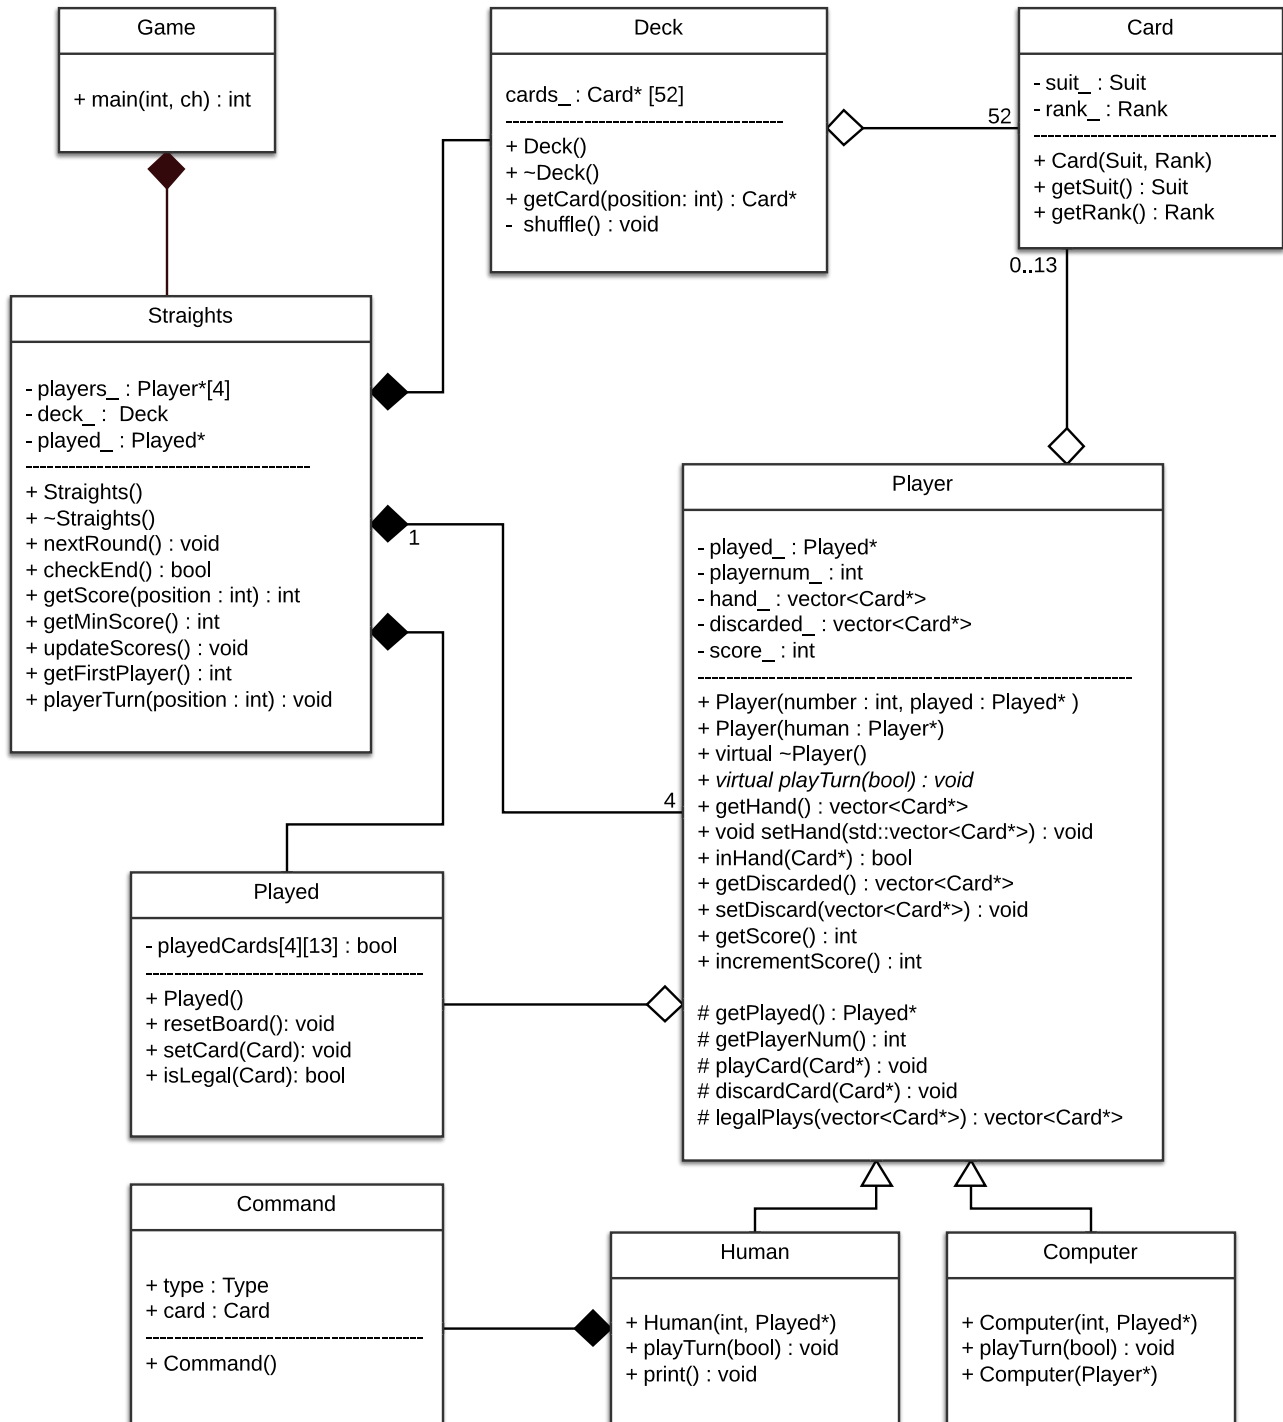 Game
+ main(int, ch) : int
Deck
cards_ : Card* [52]
+ Deck()
+ ~Deck()
+ getCard(position: int) : Card*
- shuffle() : void
52
Card
- suit_ : Suit
- rank_ : Rank
+ Card(Suit, Rank)
+ getSuit() : Suit
+ getRank() : Rank
0..13
Straights
- players_ : Player*[4]
- deck_ : Deck
- played_ : Played*
+ Straights()
+ ~Straights()
+ nextRound() : void
+ checkEnd() : bool
+ getScore(position : int) : int
+ getMinScore() : int
+ updateScores() : void
+ getFirstPlayer() : int
+ playerTurn(position : int) : void
1
4
Player
- played_ : Played*
- playernum_ : int
- hand_ : vector<Card*>
- discarded_ : vector<Card*>
- score_ : int
+ Player(number : int, played : Played* )
+ Player(human : Player*)
+ virtual ~Player()
+ virtual playTurn(bool) : void
+ getHand() : vector<Card*>
+ void setHand(std::vector<Card*>) : void
+ inHand(Card*) : bool
+ getDiscarded() : vector<Card*>
+ setDiscard(vector<Card*>) : void
+ getScore() : int
+ incrementScore() : int
# getPlayed() : Played*
# getPlayerNum() : int
# playCard(Card*) : void
# discardCard(Card*) : void
# legalPlays(vector<Card*>) : vector<Card*>
Played
- playedCards[4][13] : bool
+ Played()
+ resetBoard(): void
+ setCard(Card): void
+ isLegal(Card): bool
Command
+ type : Type
+ card : Card
+ Command()
Human
+ Human(int, Played*)
+ playTurn(bool) : void
+ print() : void
Computer
+ Computer(int, Played*)
+ playTurn(bool) : void
+ Computer(Player*)